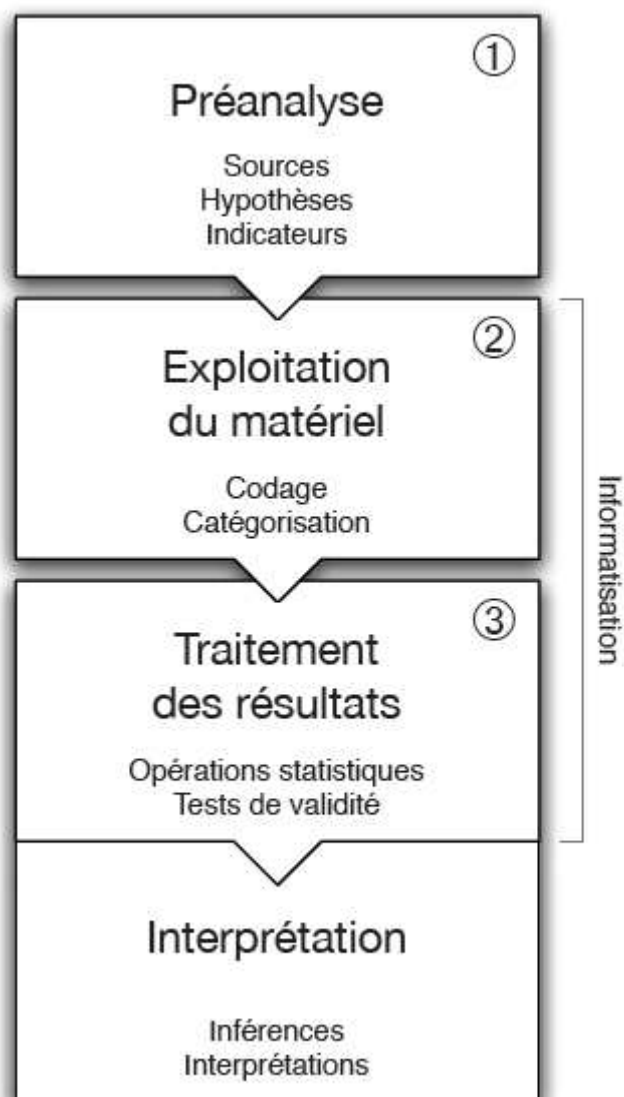 ①
Préanalyse
Sources
Hypothèses
Indicateurs
②
Exploitation
du matériel
Codage
Catégorisation
③
Traitement
des résultats
Opérations statistiques
Tests de validité
Interprétation
Inférences
Interprétations
Informatisation